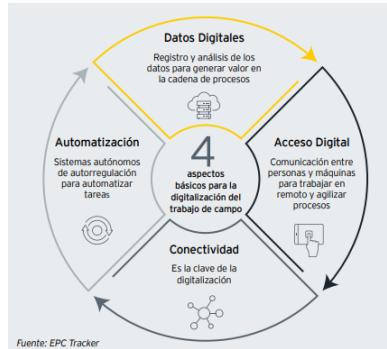 Datos Digitales
Registro y análisis de los
datos para generar valor en
la cadena de procesos
Automatización
Sistemas autónomos
de autorregulación
para automatizar
tareas
4
aspectos
básicos para la
digitalización del
trabajo de campo
Acceso Digital
Comunicación entre
personas y máquinas
para trabajar en
remoto y agilizar
procesos
Conectividad
Es la clave de la
digitalización
Fuente: EPC Tracker